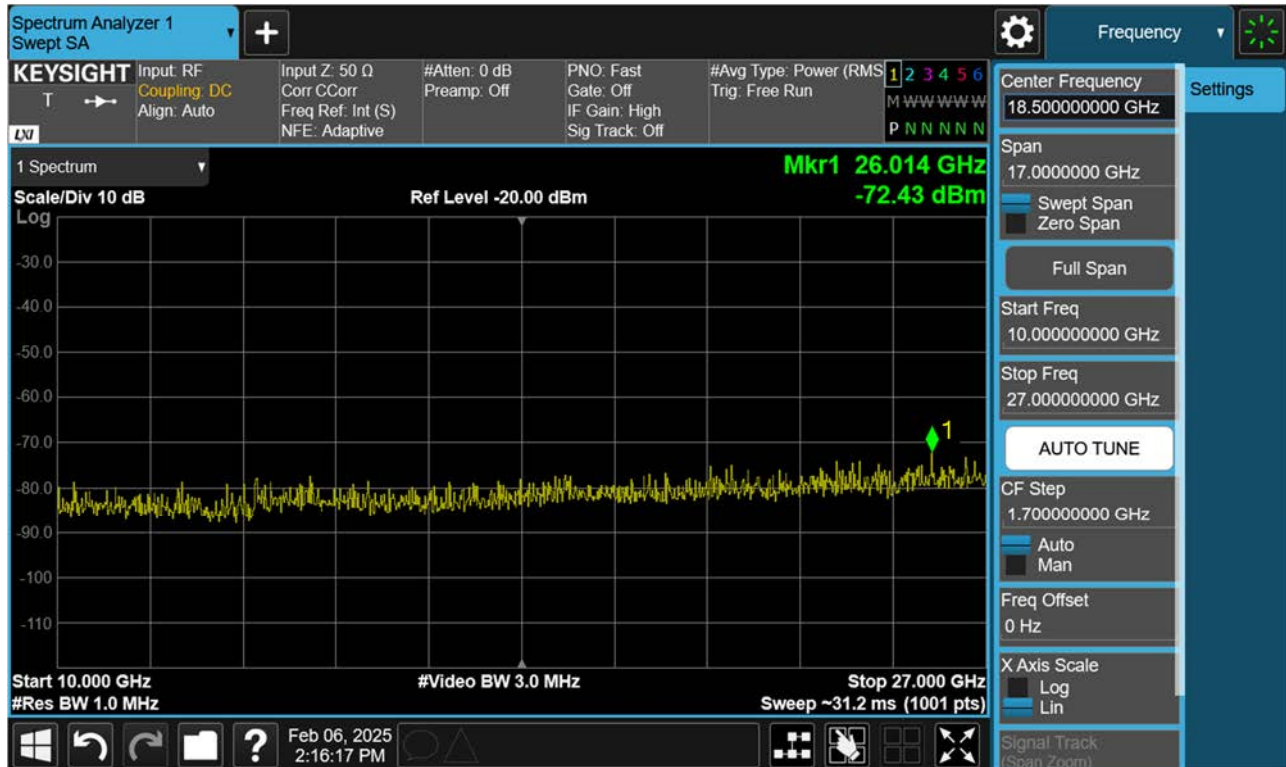 Spectrum Analyzer 1
Swept SA
+
Frequency
KEYSIGHT
T
LXI
Input: RF
Coupling: DC
Align: Auto
Input Z: 50 Ω
Corr CCorr
Freq Ref: Int (S)
NFE: Adaptive
#Atten: 0 dB
Preamp: Off
PNO: Fast
Gate: Off
IF Gain: High
Sig Track: Off
#Avg Type: Power (RMS
Trig: Free Run
1 2 3 4 5 6
M W W W W W
P N N N N N
1 Spectrum
Scale/Div 10 dB
Ref Level -20.00 dBm
Mkr1 26.014 GHz
-72.43 dBm
Log
-30.0
-40.0
-50.0
-60.0
-70.0
-80.0
-90.0
-100
-110
1
Start 10.000 GHz
#Video BW 3.0 MHz
Stop 27.000 GHz
#Res BW 1.0 MHz
Sweep ~31.2 ms (1001 pts)
Feb 06, 2025
2:16:17 PM
?
Center Frequency
18.500000000 GHz
Settings
Span
17.0000000 GHz
Swept Span
Zero Span
Full Span
Start Freq
10.000000000 GHz
Stop Freq
27.000000000 GHz
AUTO TUNE
CF Step
1.700000000 GHz
Auto
Man
Freq Offset
0 Hz
X Axis Scale
Log
Lin
Signal Track
(Span Zoom)